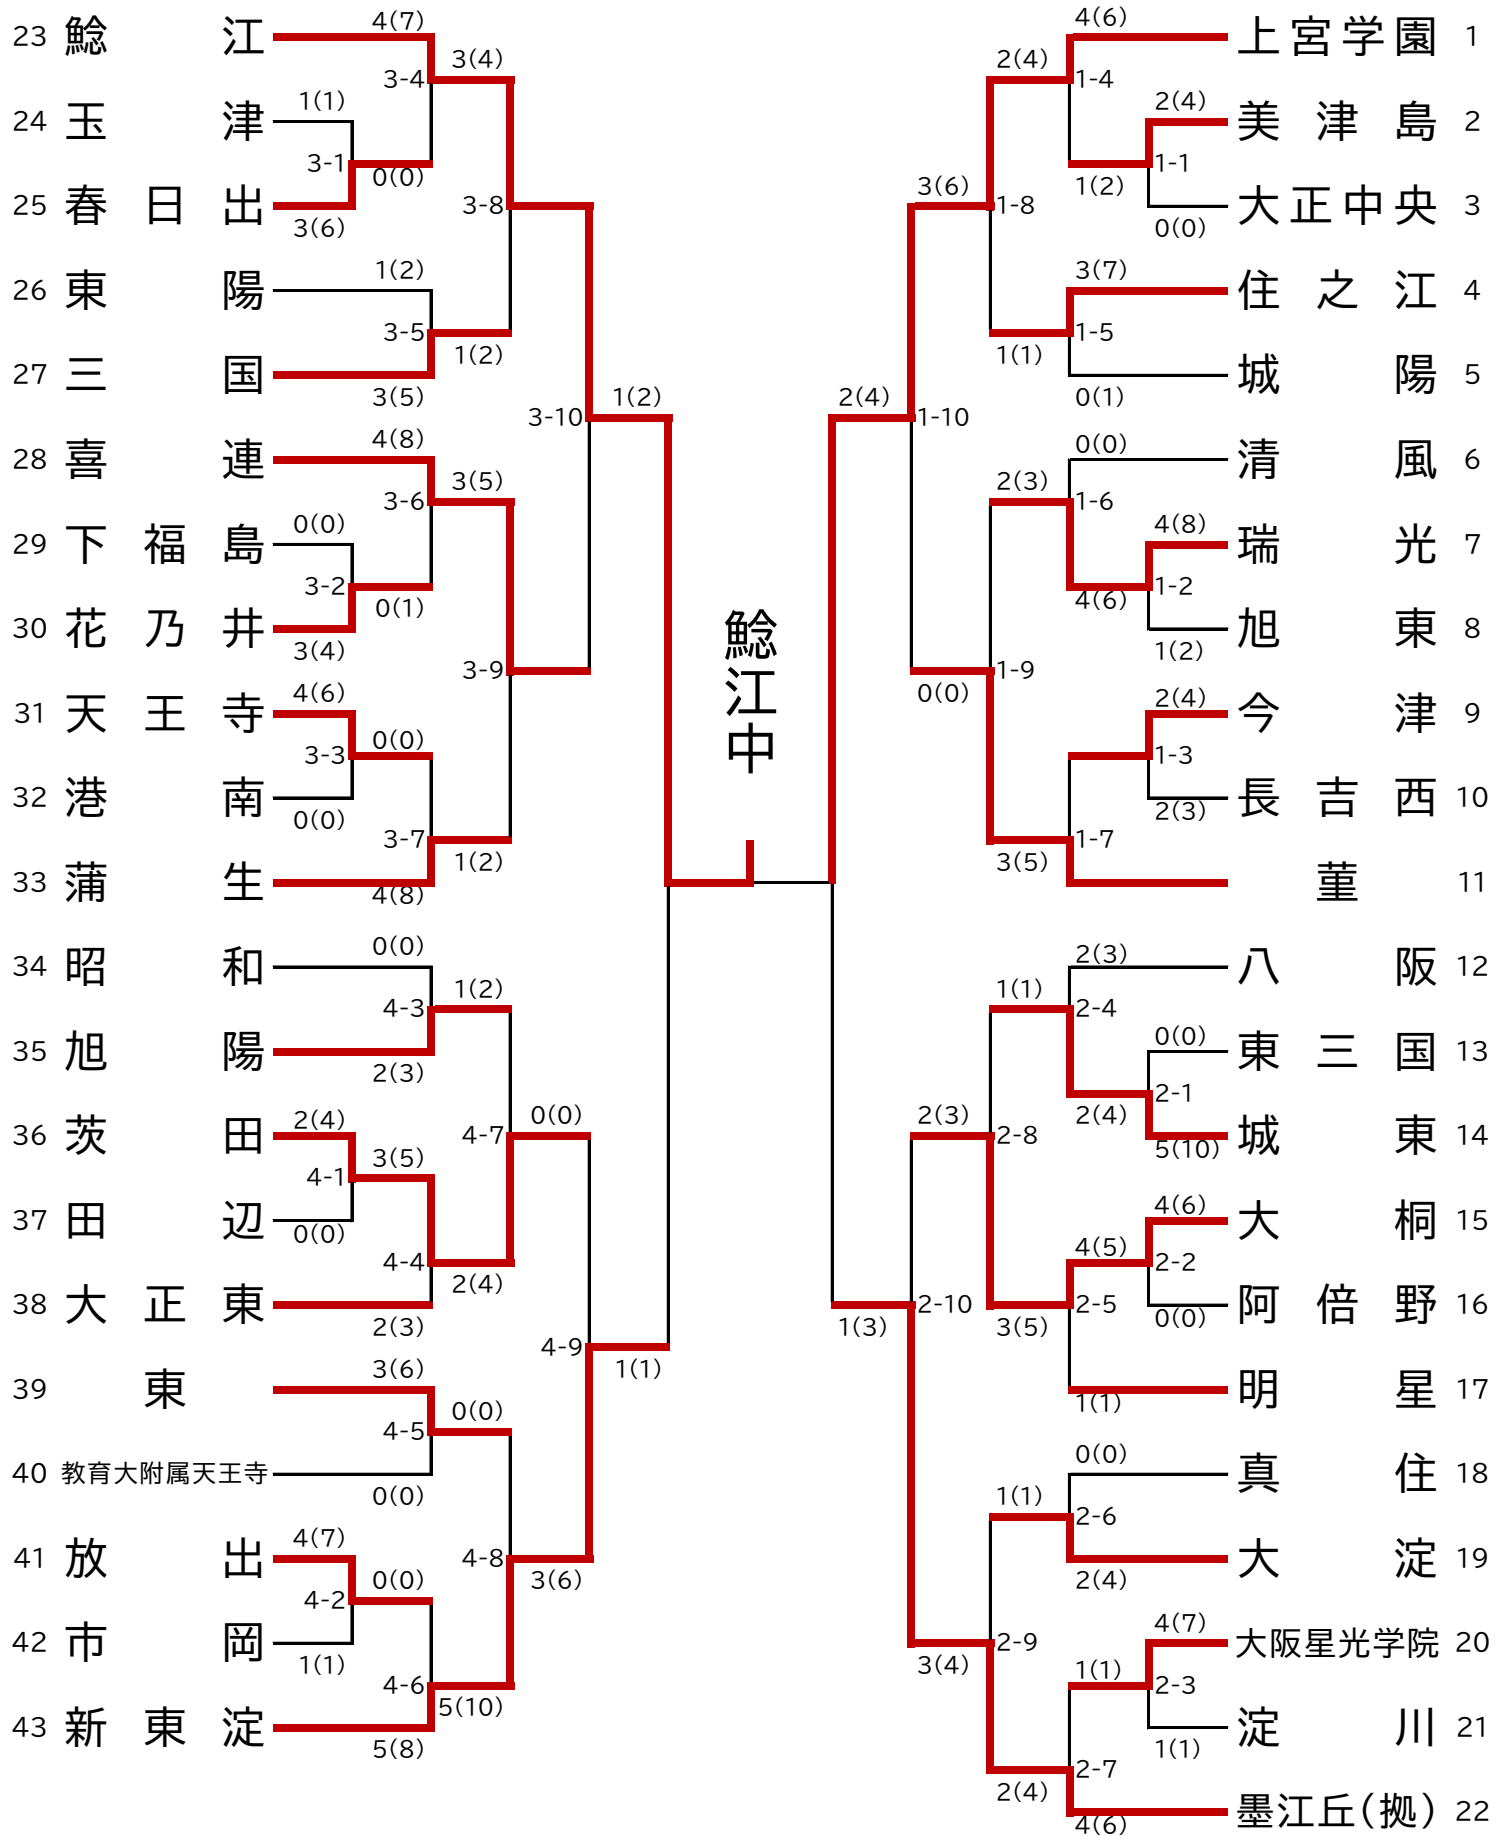 23 鯰江 4(7)
3-4 3(4)
24 玉津 1(1)
3-1 0(0)
25 春日出 3(6)
3-8
26 東陽 1(2)
3-5 1(2)
27 三国 3(5)
3-10 1(2)
28 喜連 4(8)
3-6 3(5)
29 下福島 0(0)
3-2 0(1)
30 花乃井 3(4)
3-9
31 天王寺 4(6)
3-3 0(0)
32 港南 0(0)
3-7 1(2)
33 蒲生 4(8)
34 昭和 0(0)
4-3 1(2)
35 旭陽 2(3)
36 茨田 2(4)
4-7 0(0)
4-1 3(5)
37 田辺 0(0)
4-4 2(4)
38 大正東 2(3)
4-9 1(1)
39 東 3(6)
4-5 0(0)
40 教育大附属天王寺 0(0)
41 放出 4(7)
4-8 3(6)
4-2 0(0)
42 市岡 1(1)
4-6 5(10)
43 新東淀 5(8)
鯰江中
4(6) 上宮学園 1
2(4) 1-4
2(4) 美津島 2
1(2) 1-1
0(0) 大正中央 3
3(6) 1-8
3(7) 住之江 4
1(1) 1-5
0(1) 城陽 5
2(4) 1-10
0(0) 清風 6
2(3) 1-6
4(8) 瑞光 7
4(6) 1-2
1(2) 旭東 8
0(0) 1-9
2(4) 今津 9
1-3
2(3) 長吉西 10
3(5) 1-7
菫 11
2(3) 八阪 12
1(1) 2-4
0(0) 東三国 13
2(4) 2-1
5(10) 城東 14
2(3) 2-8
4(6) 大桐 15
4(5) 2-2
0(0) 阿倍野 16
3(5) 2-5
1(3) 2-10
1(1) 明星 17
0(0) 真住 18
1(1) 2-6
2(4) 大淀 19
4(7) 大阪星光学院 20
3(4) 2-9
1(1) 2-3
1(1) 淀川 21
2(4) 2-7
4(6) 墨江丘(拠) 22